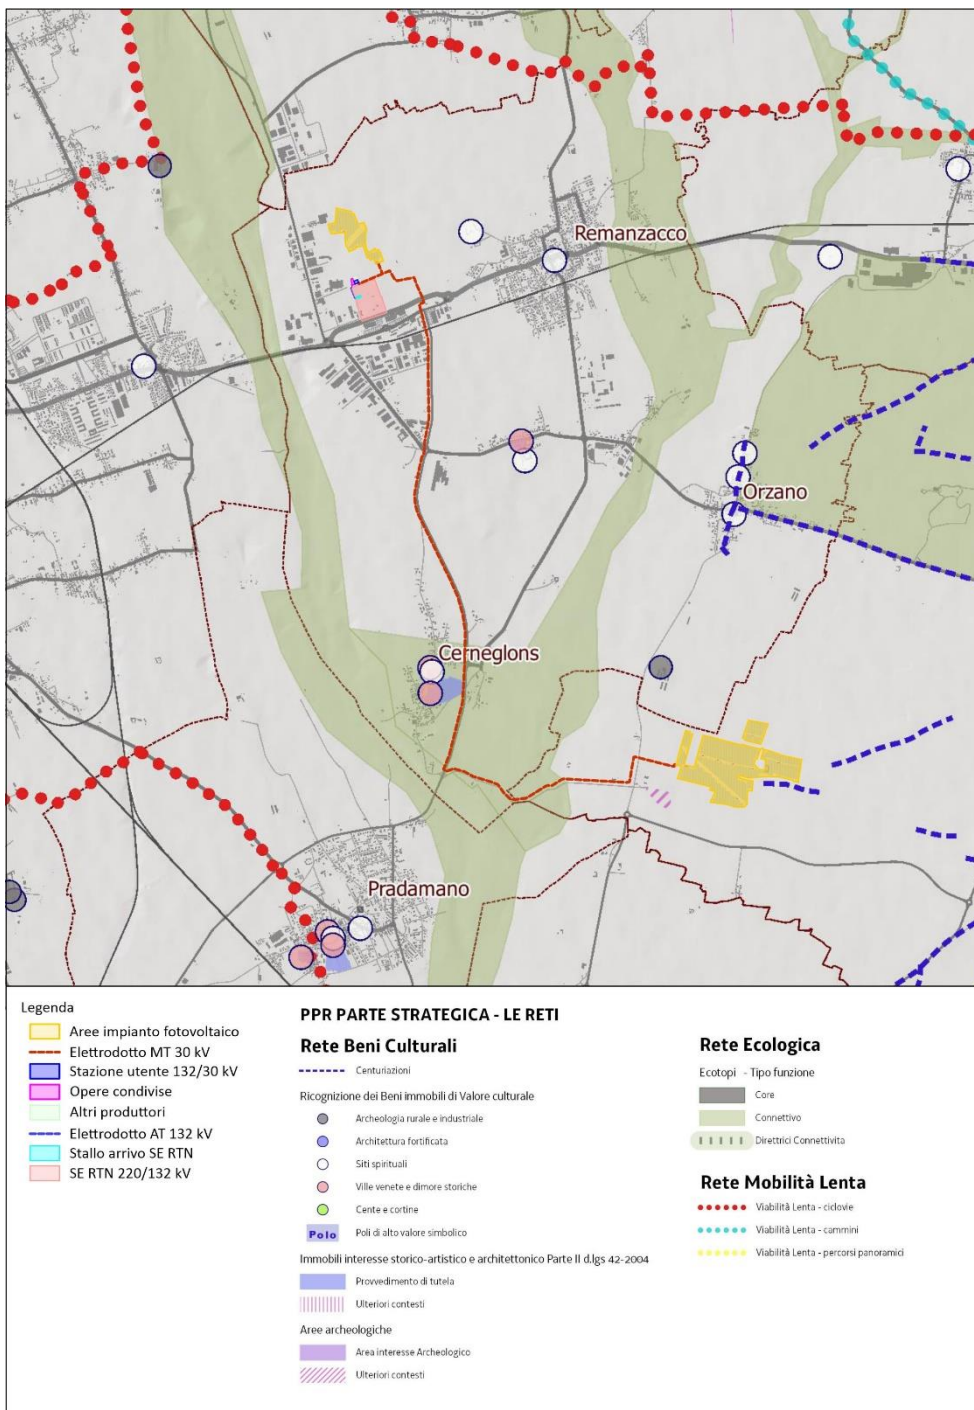 Remanzacco
Orzano
Cerneglons
Pradamano
Legenda
Aree impianto fotovoltaico
Elettrodotto MT 30 kV
Stazione utente 132/30 kV
Opere condivise
Altri produttori
Elettrodotto AT 132 kV
Stallo arrivo SE RTN
SE RTN 220/132 kV
PPR PARTE STRATEGICA - LE RETI
Rete Beni Culturali
Centuriazioni
Ricognizione dei Beni immobili di Valore culturale
Archeologia rurale e industriale
Architettura fortificata
Siti spirituali
Ville venete e dimore storiche
Cente e cortine
Polo Poli di alto valore simbolico
Immobili interesse storico-artistico e architettonico Parte II d.lgs 42-2004
Provvedimento di tutela
Ulteriori contesti
Aree archeologiche
Area interesse Archeologico
Ulteriori contesti
Rete Ecologica
Ecotopi - Tipo funzione
Core
Connettivo
Direttrici Connettivita
Rete Mobilità Lenta
Viabilità Lenta - ciclovie
Viabilità Lenta - cammini
Viabilità Lenta - percorsi panoramici